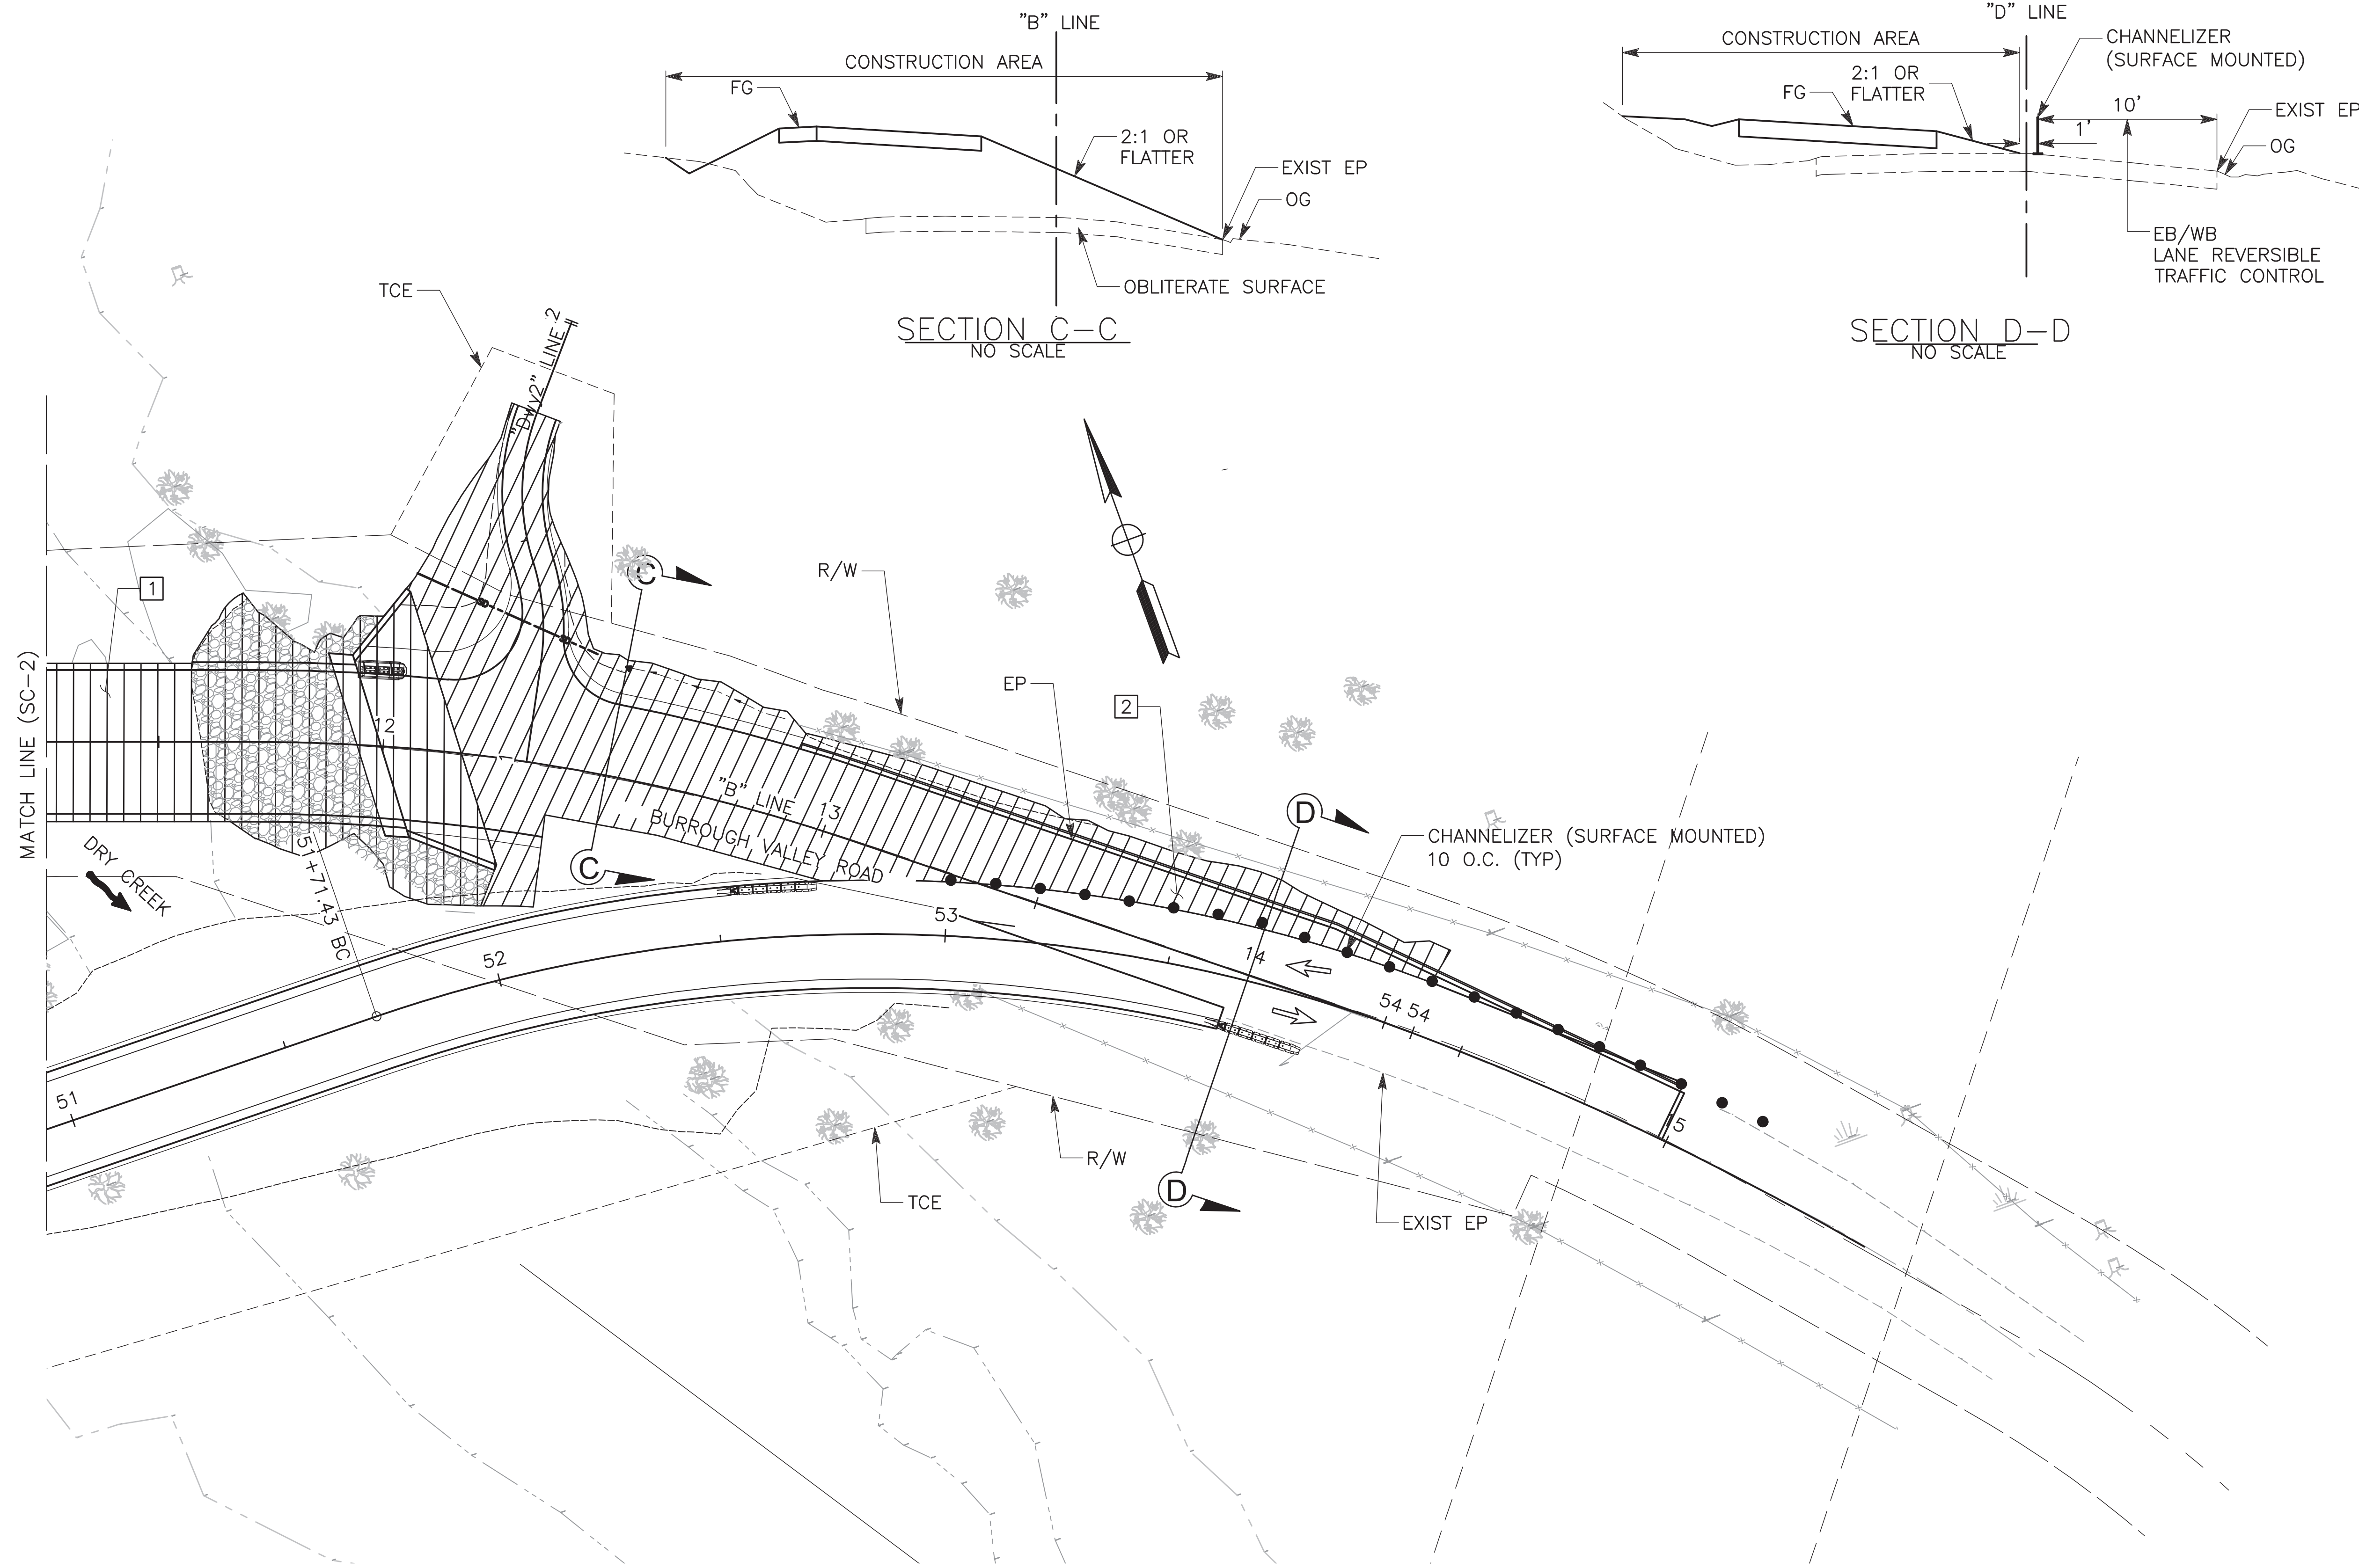 "B" LINE
CONSTRUCTION AREA
FG
2:1 OR
FLATTER
EXIST EP
OG
OBLITERATE SURFACE
SECTION C-C
NO SCALE
"D" LINE
CONSTRUCTION AREA
CHANNELIZER
(SURFACE MOUNTED)
2:1 OR
FLATTER
FG
10'
1'
EXIST EP
OG
EB/WB
LANE REVERSIBLE
TRAFFIC CONTROL
SECTION D-D
NO SCALE
TCE
"Dwy2" LINE 2
C
R/W
1
EP
2
MATCH LINE (SC-2)
12
"B" LINE
13
BURROUGH VALLEY ROAD
D
CHANNELIZER (SURFACE MOUNTED)
10 O.C. (TYP)
C
DRY CREEK
51+71.43 BC
53
52
14
54
54
51
15
R/W
TCE
D
EXIST EP